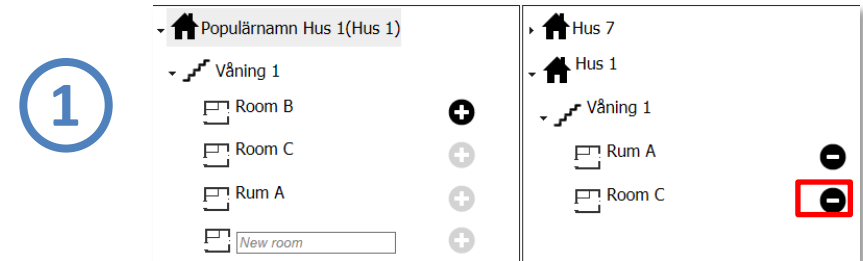 1
Populärnamn Hus 1(Hus 1)
Våning 1
Room B
Room C
Rum A
New room
Hus 7
Hus 1
Våning 1
Rum A
Room C